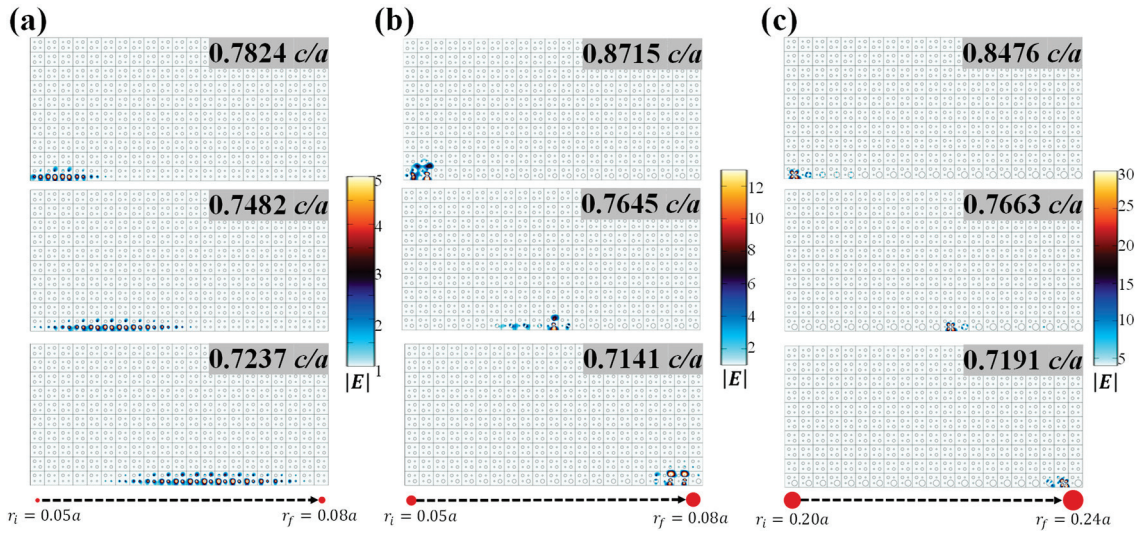 (a)
0.7824 c/a
0.7482 c/a
0.7237 c/a
5
4
3
2
1
|E|
r_i = 0.05a
r_f = 0.08a
(b)
0.8715 c/a
0.7645 c/a
0.7141 c/a
12
10
8
6
4
2
|E|
r_i = 0.05a
r_f = 0.08a
(c)
0.8476 c/a
0.7663 c/a
0.7191 c/a
30
25
20
15
10
5
|E|
r_i = 0.20a
r_f = 0.24a